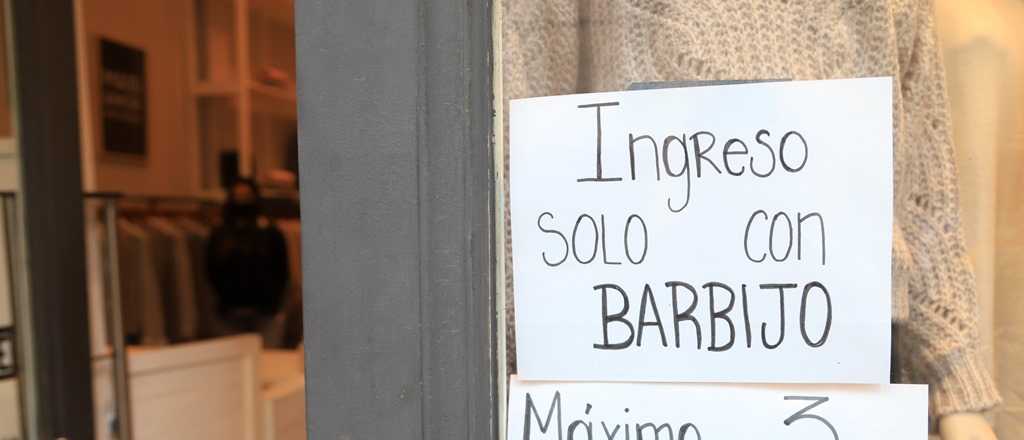 Ingreso
SOLO con
BARBIJO
Máximo 3